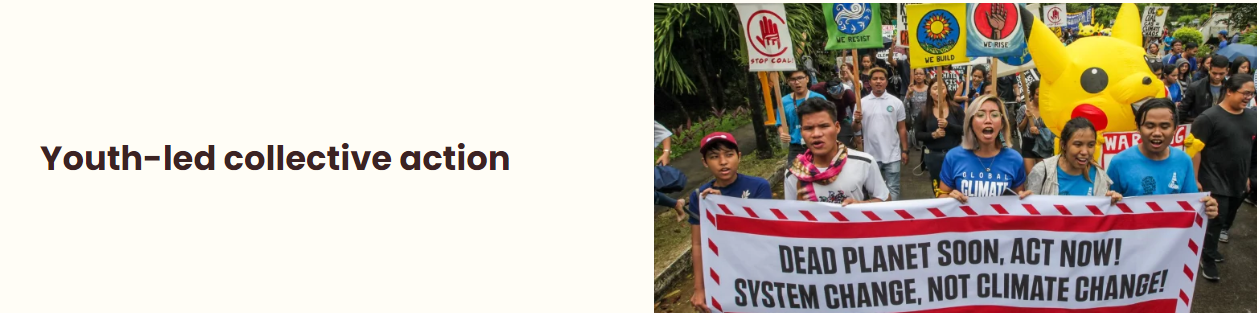 Youth-led collective action
STOP COAL!
WE RESIST
WE BUILD
WE RISE
GLOBAL
CLIMATE
DEAD PLANET SOON, ACT NOW!
SYSTEM CHANGE, NOT CLIMATE CHANGE!